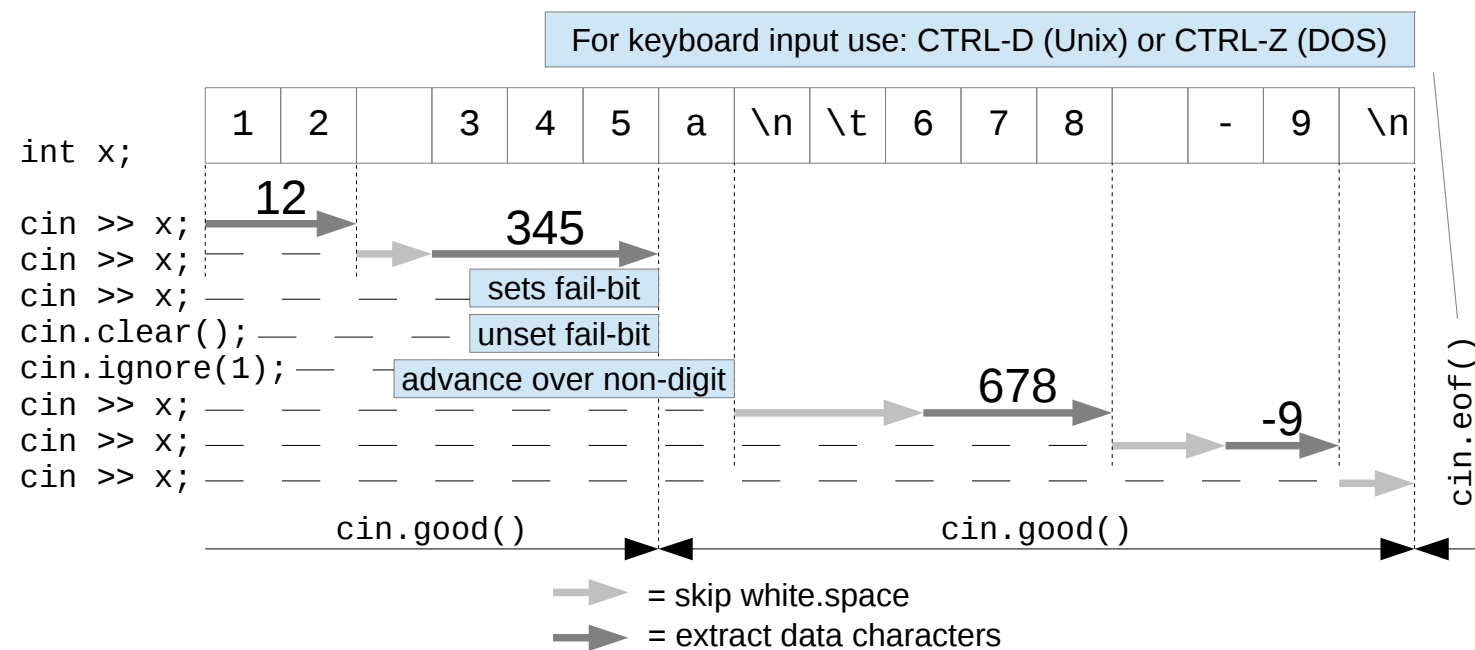 For keyboard input use: CTRL-D (Unix) or CTRL-Z (DOS)
1 2 3 4 5 a \n \t 6 7 8 - 9 \n
int x;
12
cin >> x;
345
cin >> x;
cin >> x; sets fail-bit
cin.clear(); unset fail-bit
cin.ignore(1); advance over non-digit
cin >> x; 678
cin >> x; -9
cin >> x;
cin.eof()
cin.good() cin.good()
= skip white.space
= extract data characters